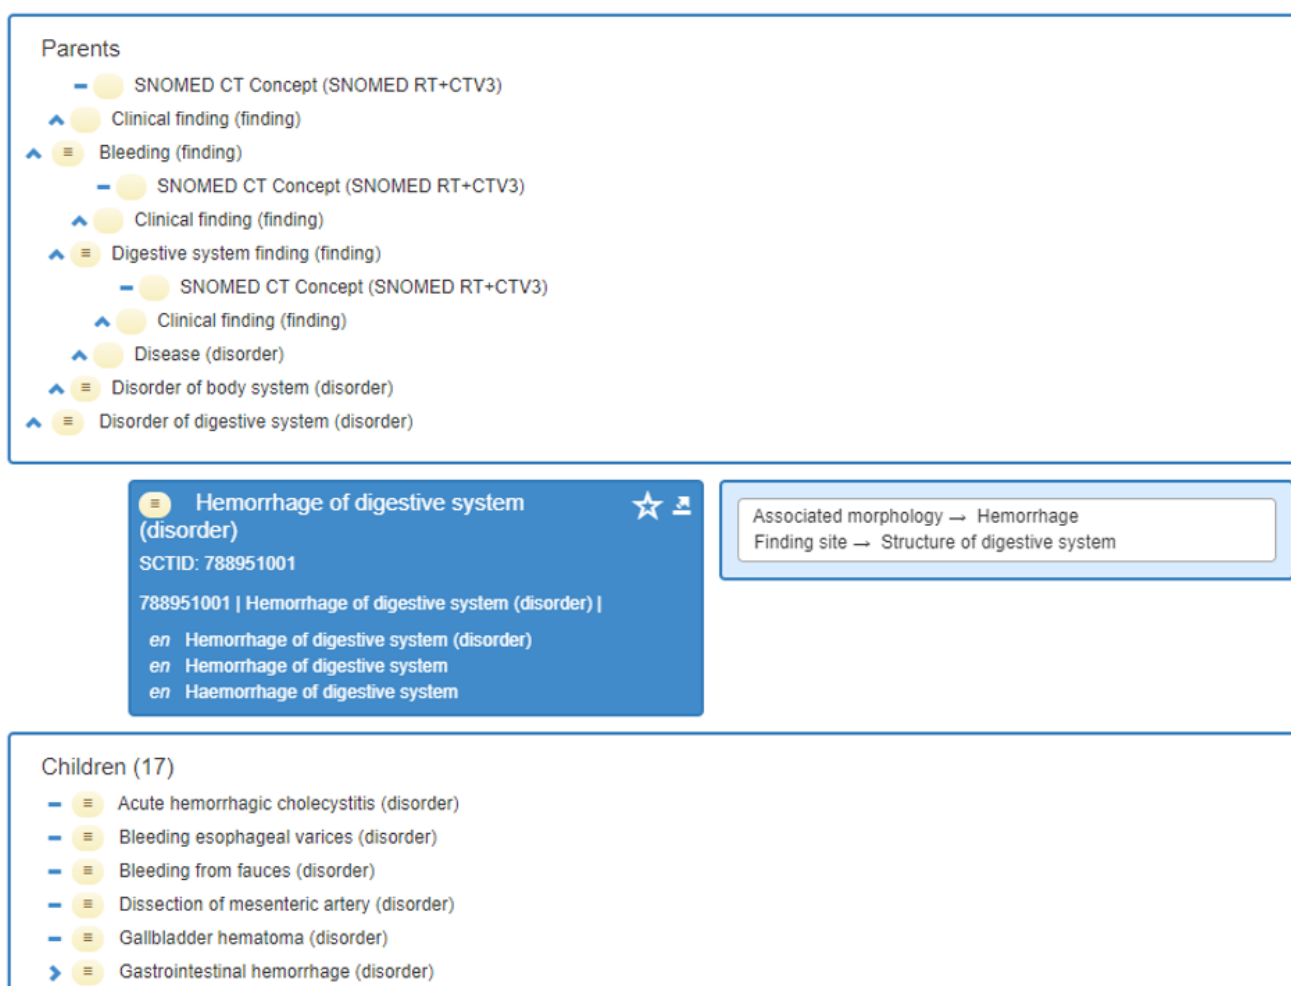 Parents
SNOMED CT Concept (SNOMED RT+CTV3)
Clinical finding (finding)
Bleeding (finding)
SNOMED CT Concept (SNOMED RT+CTV3)
Clinical finding (finding)
Digestive system finding (finding)
SNOMED CT Concept (SNOMED RT+CTV3)
Clinical finding (finding)
Disease (disorder)
Disorder of body system (disorder)
Disorder of digestive system (disorder)
Hemorrhage of digestive system
(disorder)
SCTID: 788951001
788951001 | Hemorrhage of digestive system (disorder) |
en Hemorrhage of digestive system (disorder)
en Hemorrhage of digestive system
en Haemorrhage of digestive system
Associated morphology → Hemorrhage
Finding site → Structure of digestive system
Children (17)
Acute hemorrhagic cholecystitis (disorder)
Bleeding esophageal varices (disorder)
Bleeding from fauces (disorder)
Dissection of mesenteric artery (disorder)
Gallbladder hematoma (disorder)
Gastrointestinal hemorrhage (disorder)